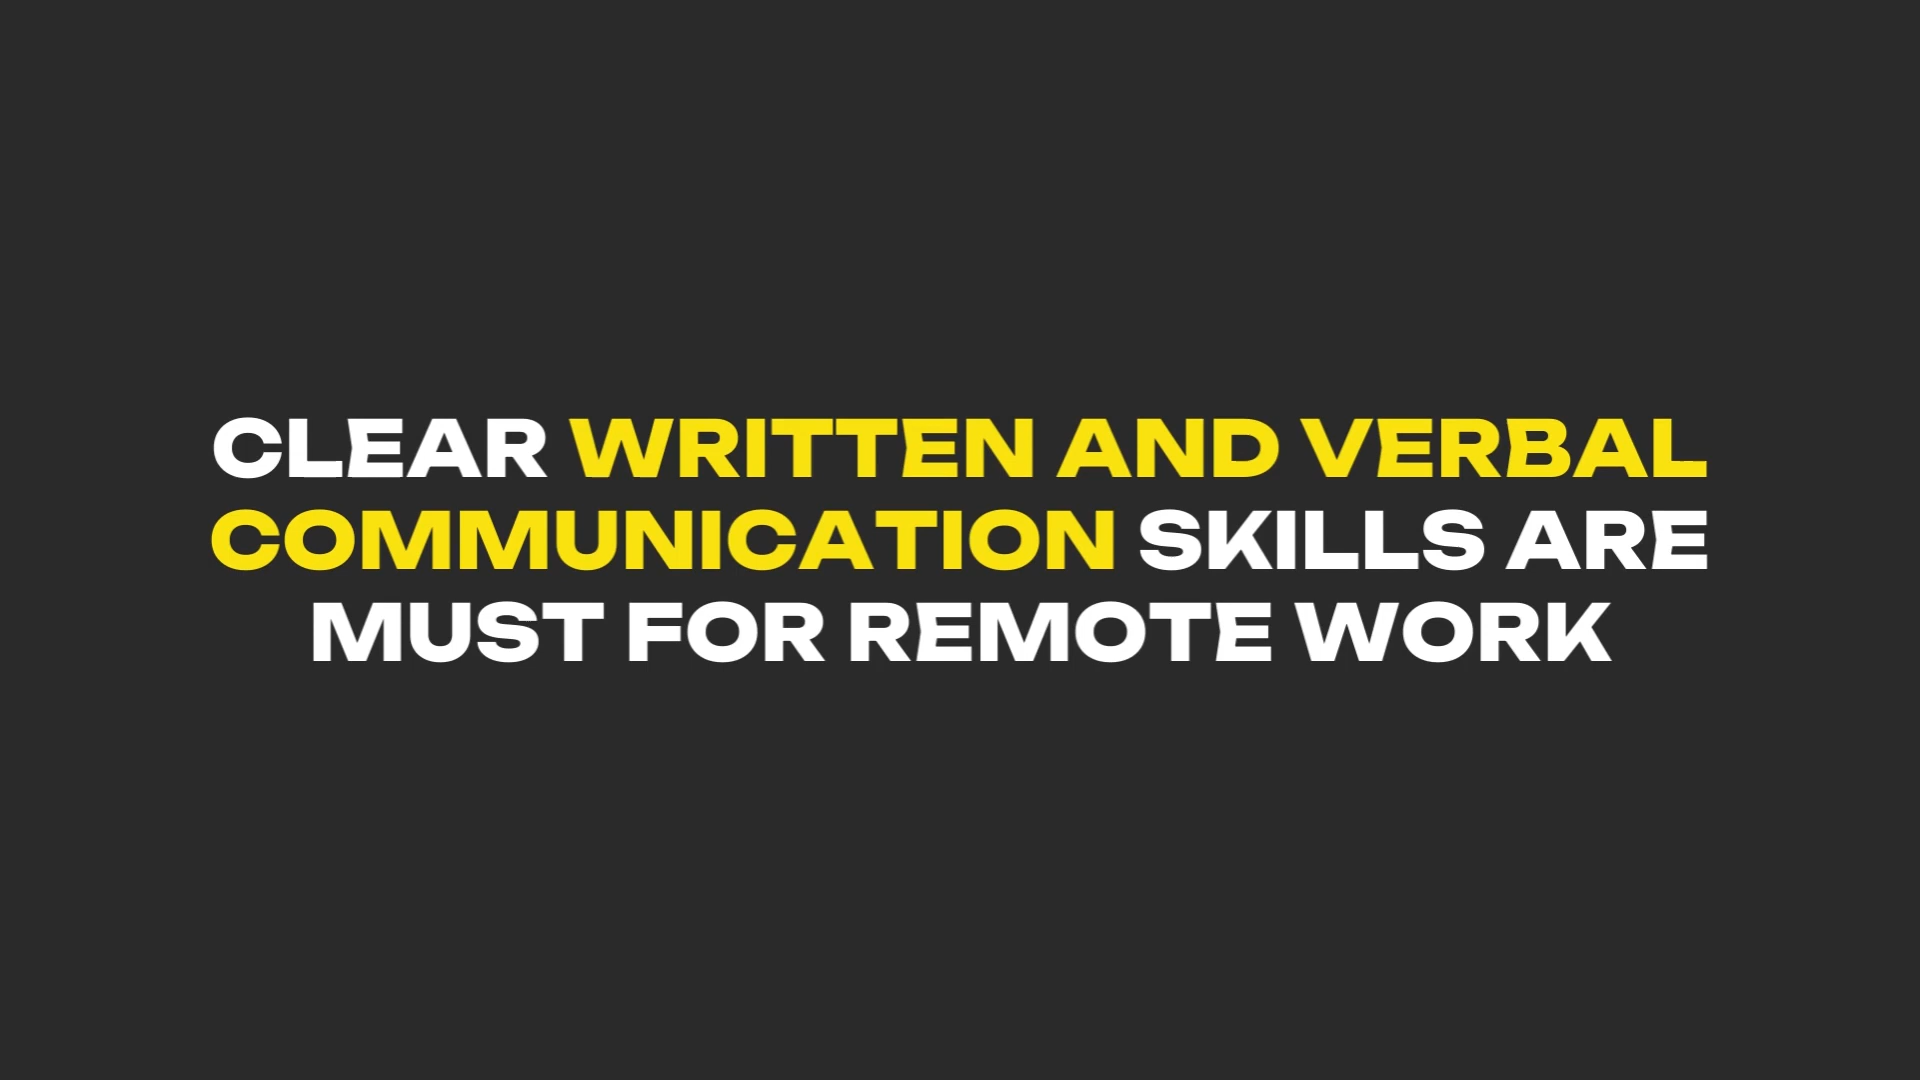 CLEAR WRITTEN AND VERBAL
COMMUNICATION SKILLS ARE
MUST FOR REMOTE WORK